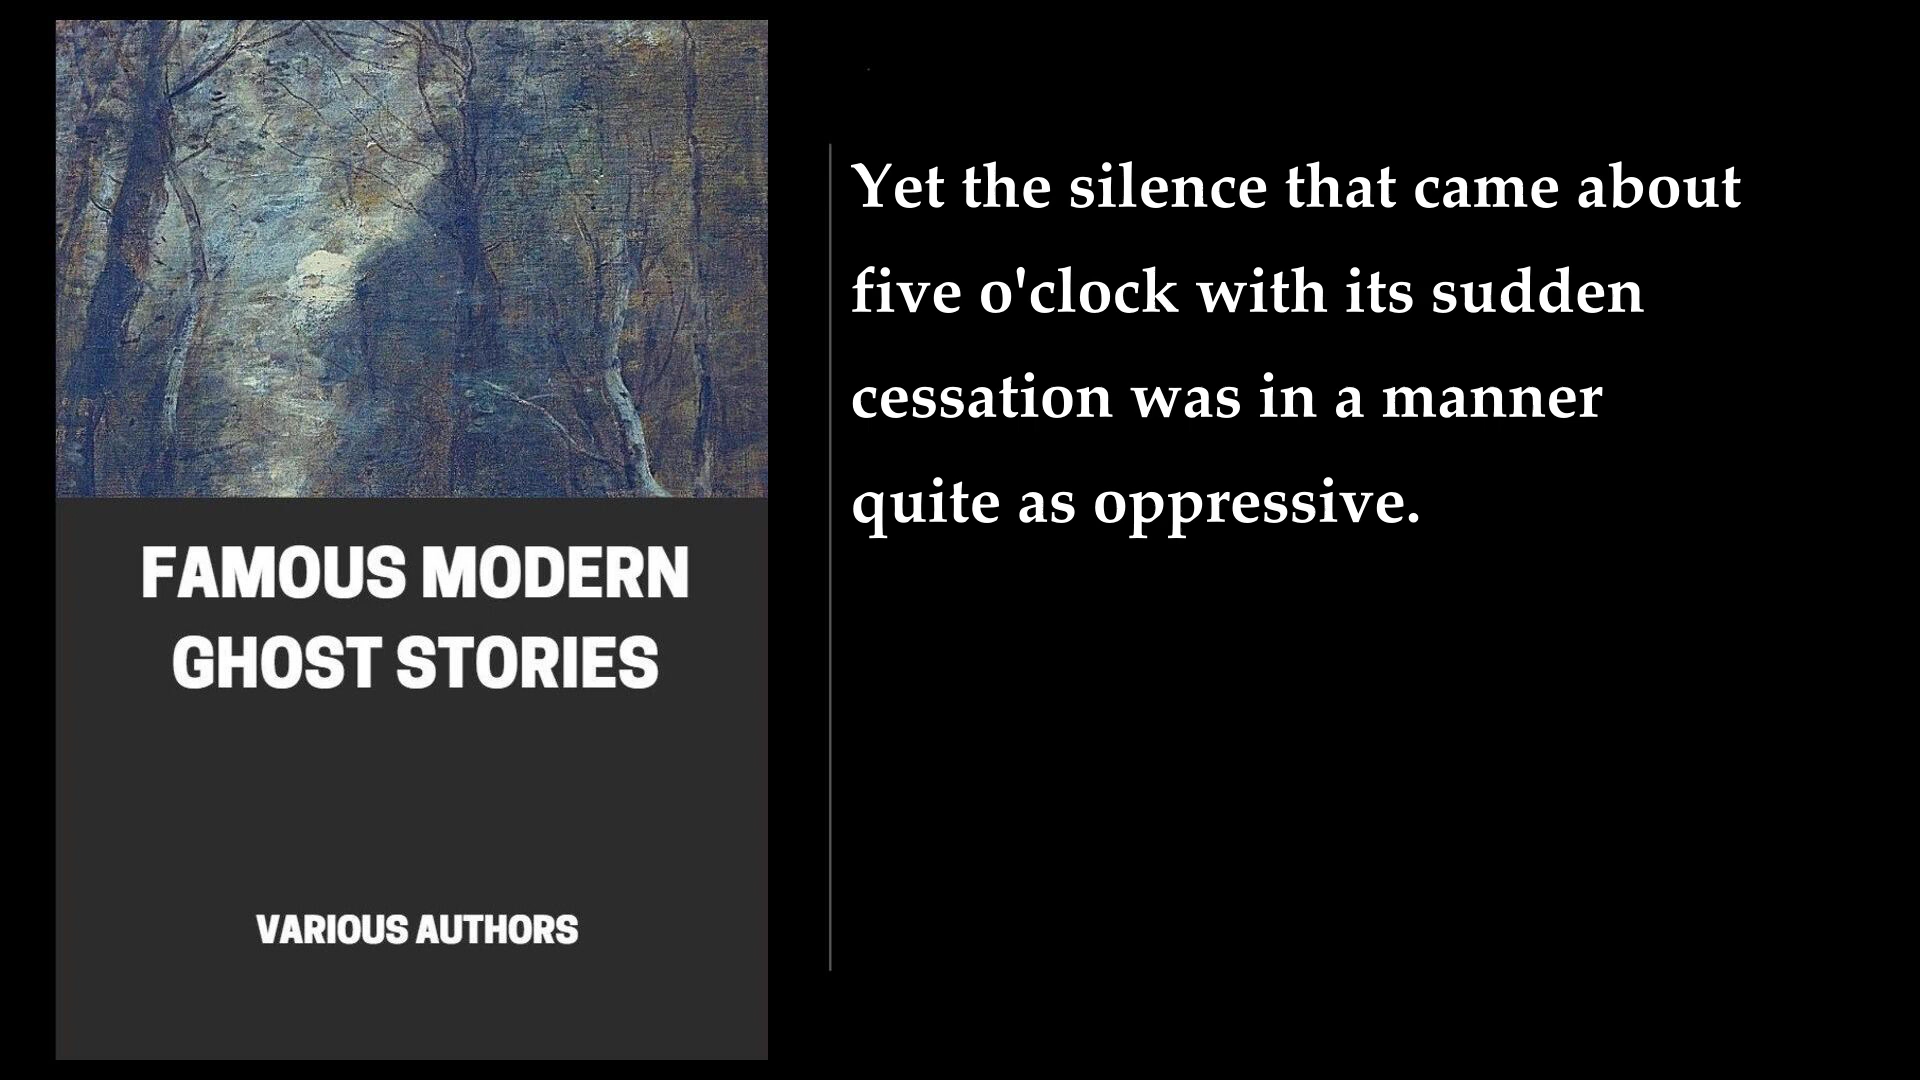 FAMOUS MODERN
GHOST STORIES
VARIOUS AUTHORS
Yet the silence that came about
five o'clock with its sudden
cessation was in a manner
quite as oppressive.